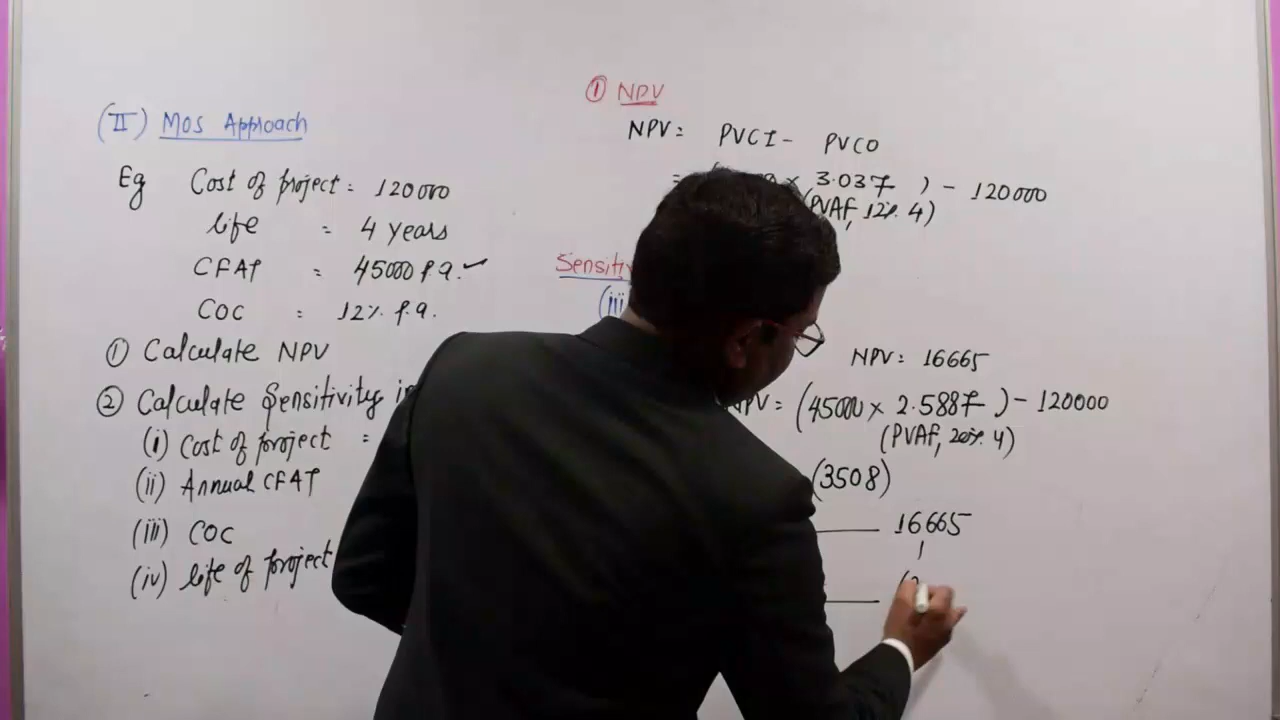 (II) MOS Approach
Eg Cost of project = 120000
life = 4 years
CFAT = 45000 p.a. ✓
COC = 12% p.a.
① Calculate NPV
② Calculate Sensitivity in
(i) Cost of project =
(ii) Annual CFAT
(iii) COC
(iv) life of project
① NPV
NPV = PVCI - PVCO
= × 3.037 ) - 120000
(PVAF, 12%, 4)
(iii
NPV = 16665
NPV = (45000 × 2.5887 ) - 120000
(PVAF, 20%, 4)
(3508)
16665